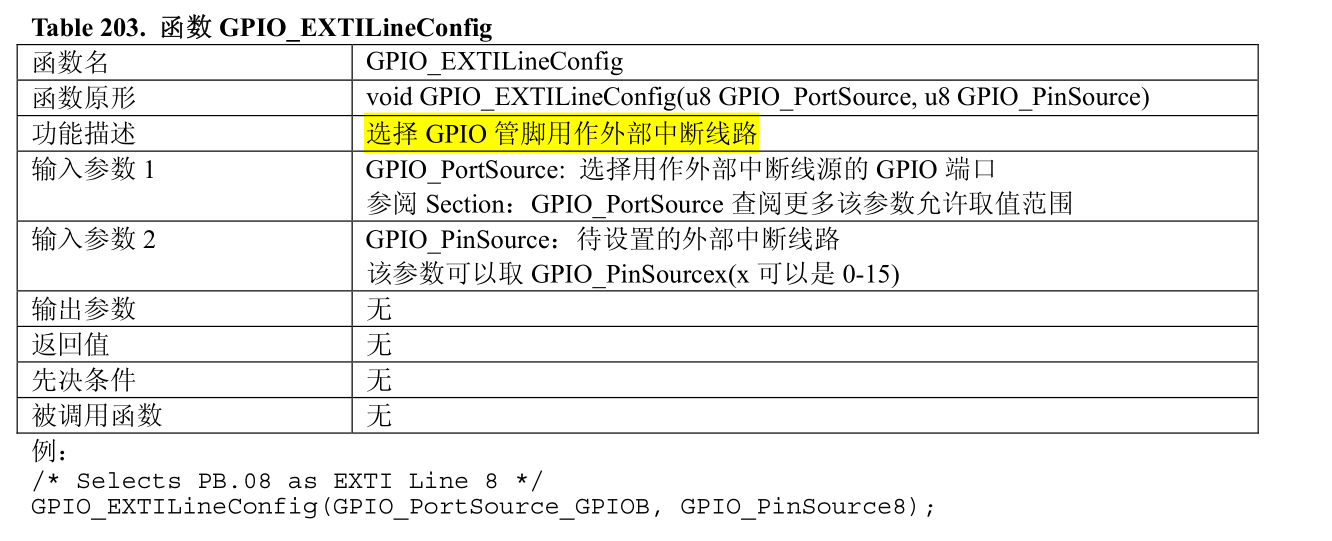 Table 203. 函数 GPIO_EXTILineConfig
函数名 GPIO_EXTILineConfig
函数原形 void GPIO_EXTILineConfig(u8 GPIO_PortSource, u8 GPIO_PinSource)
功能描述 选择 GPIO 管脚用作外部中断线路
输入参数 1 GPIO_PortSource: 选择用作外部中断线源的 GPIO 端口
参阅 Section：GPIO_PortSource 查阅更多该参数允许取值范围
输入参数 2 GPIO_PinSource：待设置的外部中断线路
该参数可以取 GPIO_PinSourcex(x 可以是 0-15)
输出参数 无
返回值 无
先决条件 无
被调用函数 无
例：
/* Selects PB.08 as EXTI Line 8 */
GPIO_EXTILineConfig(GPIO_PortSource_GPIOB, GPIO_PinSource8);